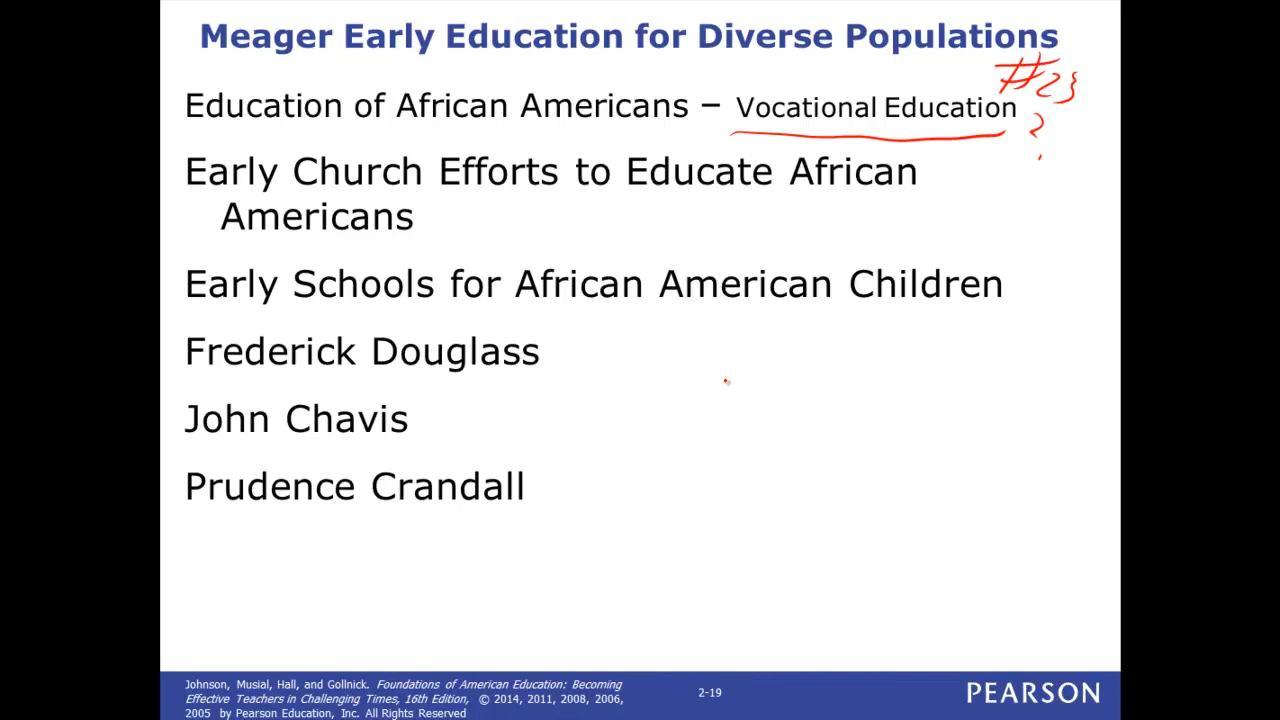 Meager Early Education for Diverse Populations
#23
Education of African Americans – Vocational Education
?
Early Church Efforts to Educate African
Americans
Early Schools for African American Children
Frederick Douglass
John Chavis
Prudence Crandall
Johnson, Musial, Hall, and Gollnick. Foundations of American Education: Becoming
Effective Teachers in Challenging Times, 16th Edition, © 2014, 2011, 2008, 2006,
2005 by Pearson Education, Inc. All Rights Reserved
2-19
PEARSON